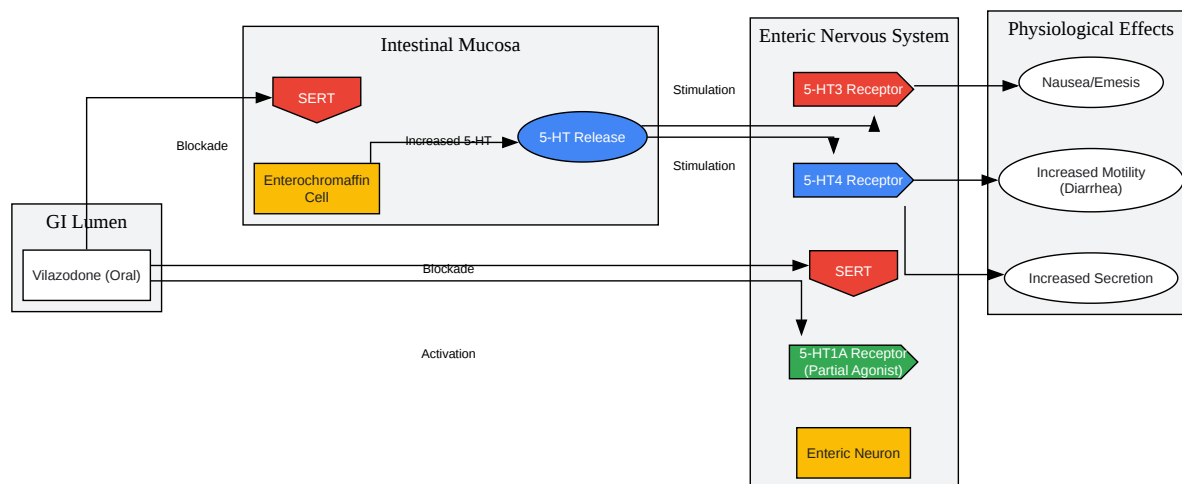 Intestinal Mucosa
Enteric Nervous System
Physiological Effects
SERT
Stimulation
5-HT3 Receptor
Nausea/Emesis
Blockade
Increased 5-HT
5-HT Release
Stimulation
Enterochromaffin
Cell
5-HT4 Receptor
Increased Motility
(Diarrhea)
GI Lumen
Vilazodone (Oral)
Blockade
SERT
Increased Secretion
Activation
5-HT1A Receptor
(Partial Agonist)
Enteric Neuron